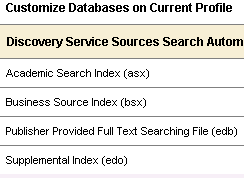 Customize Databases on Current Profile
Discovery Service Sources Search Autom
Academic Search Index (asx)
Business Source Index (bsx)
Publisher Provided Full Text Searching File (edb)
Supplemental Index (edo)